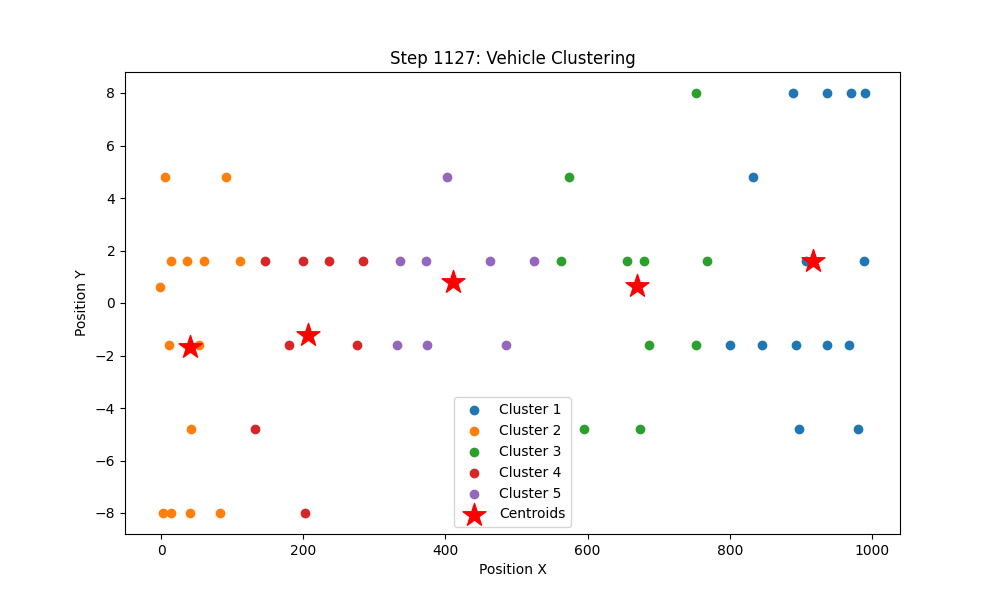 Step 1127: Vehicle Clustering
Position Y
8
6
4
2
0
−2
−4
−6
−8
Cluster 1
Cluster 2
Cluster 3
Cluster 4
Cluster 5
Centroids
0 200 400 600 800 1000
Position X